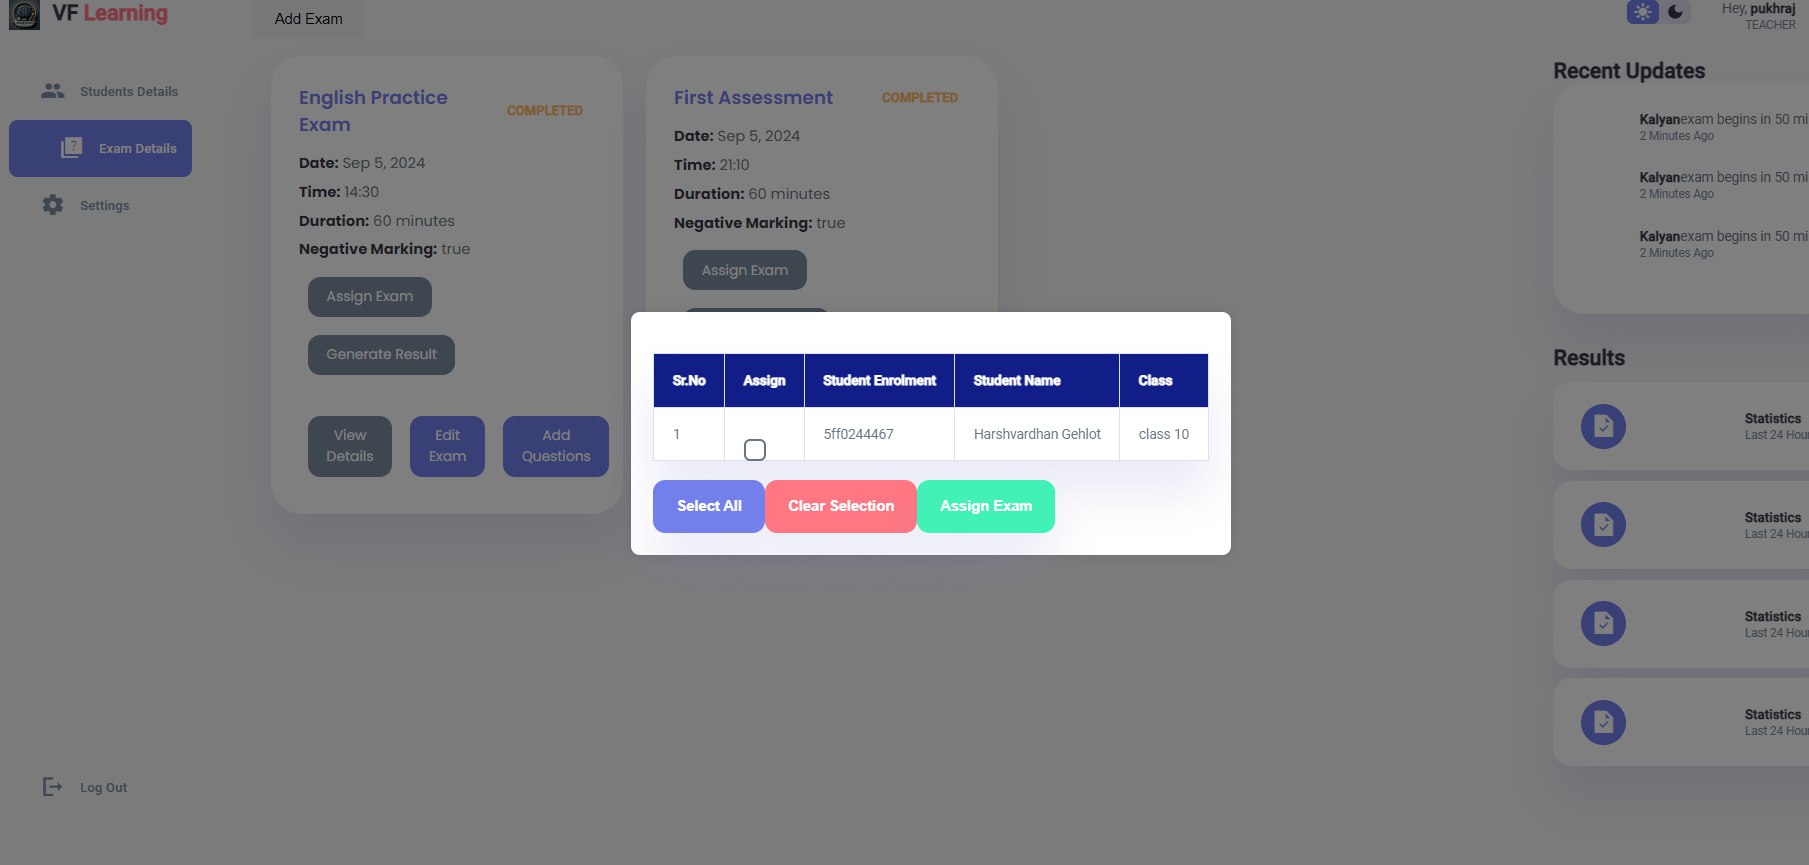 VF Learning
Add Exam
Hey, pukhraj
TEACHER
Students Details
Exam Details
Settings
Log Out
English Practice
Exam
COMPLETED
Date: Sep 5, 2024
Time: 14:30
Duration: 60 minutes
Negative Marking: true
Assign Exam
Generate Result
View
Details
Edit
Exam
Add
Questions
First Assessment
COMPLETED
Date: Sep 5, 2024
Time: 21:10
Duration: 60 minutes
Negative Marking: true
Assign Exam
Sr.No Assign Student Enrolment Student Name Class
1 5ff0244467 Harshvardhan Gehlot class 10
Select All Clear Selection Assign Exam
Recent Updates
Kalyanexam begins in 50 mi
2 Minutes Ago
Kalyanexam begins in 50 mi
2 Minutes Ago
Kalyanexam begins in 50 mi
2 Minutes Ago
Results
Statistics
Last 24 Hou
Statistics
Last 24 Hou
Statistics
Last 24 Hou
Statistics
Last 24 Hou